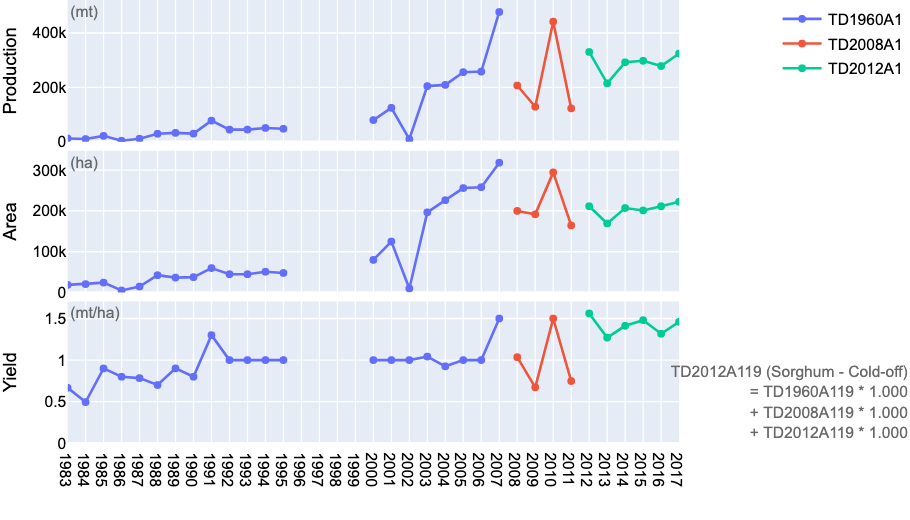 (mt)
400k
200k
0
Production
TD1960A1
TD2008A1
TD2012A1
(ha)
300k
200k
100k
0
Area
(mt/ha)
1.5
1
0.5
0
Yield
TD2012A119 (Sorghum - Cold-off)
= TD1960A119 * 1.000
+ TD2008A119 * 1.000
+ TD2012A119 * 1.000
1983
1984
1985
1986
1987
1988
1989
1990
1991
1992
1993
1994
1995
1996
1997
1998
1999
2000
2001
2002
2003
2004
2005
2006
2007
2008
2009
2010
2011
2012
2013
2014
2015
2016
2017